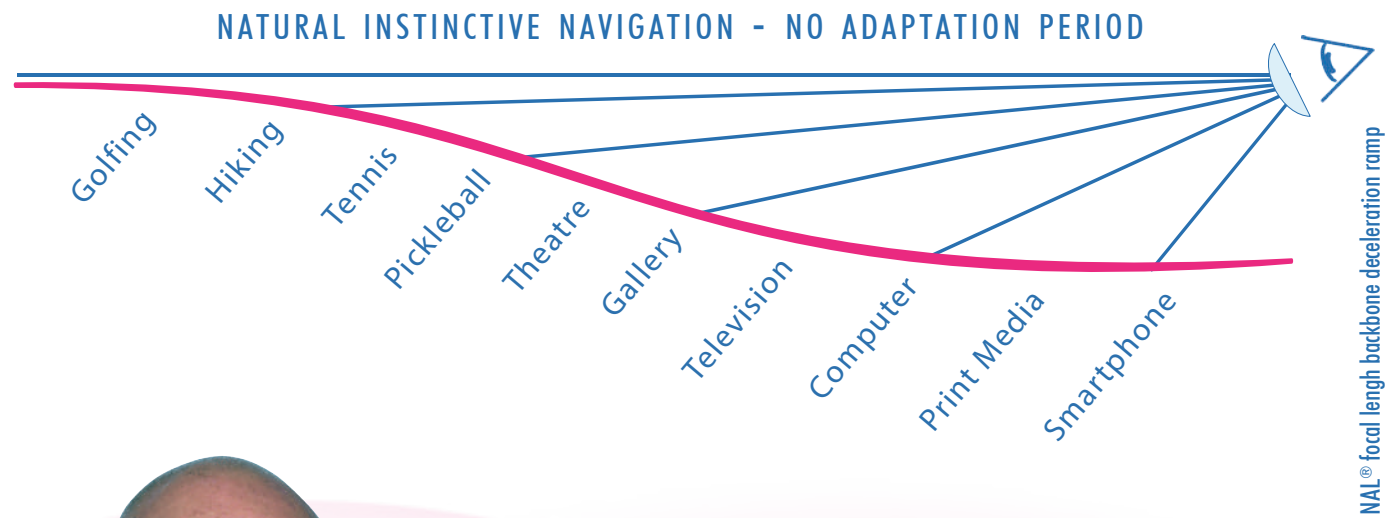 NATURAL INSTINCTIVE NAVIGATION - NO ADAPTATION PERIOD
Golfing
Hiking
Tennis
Pickleball
Theatre
Gallery
Television
Computer
Print Media
Smartphone
NAL® focal lengh backbone deceleration ramp